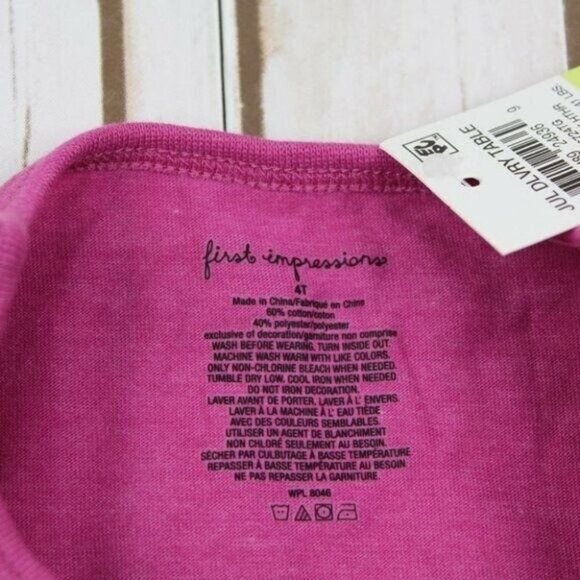 first impressions
4T
Made in China/Fabriqué en Chine
60% cotton/coton
40% polyester/polyester
exclusive of decoration/garniture non comprise
WASH BEFORE WEARING. TURN INSIDE OUT.
MACHINE WASH WARM WITH LIKE COLORS.
ONLY NON-CHLORINE BLEACH WHEN NEEDED.
TUMBLE DRY LOW. COOL IRON WHEN NEEDED.
DO NOT IRON DECORATION.
LAVER AVANT DE PORTER. LAVER À L' ENVERS.
LAVER À LA MACHINE À L' EAU TIÈDE
AVEC DES COULEURS SEMBLABLES.
UTILISER UN AGENT DE BLANCHIMENT
NON CHLORÉ SEULEMENT AU BESOIN.
SÉCHER PAR CULBUTAGE À BASSE TEMPÉRATURE
REPASSER À BASSE TEMPÉRATURE AU BESOIN.
NE PAS REPASSER LA GARNITURE.
WPL 8046
JUL DLVRY TABLE
9
24936
LBS